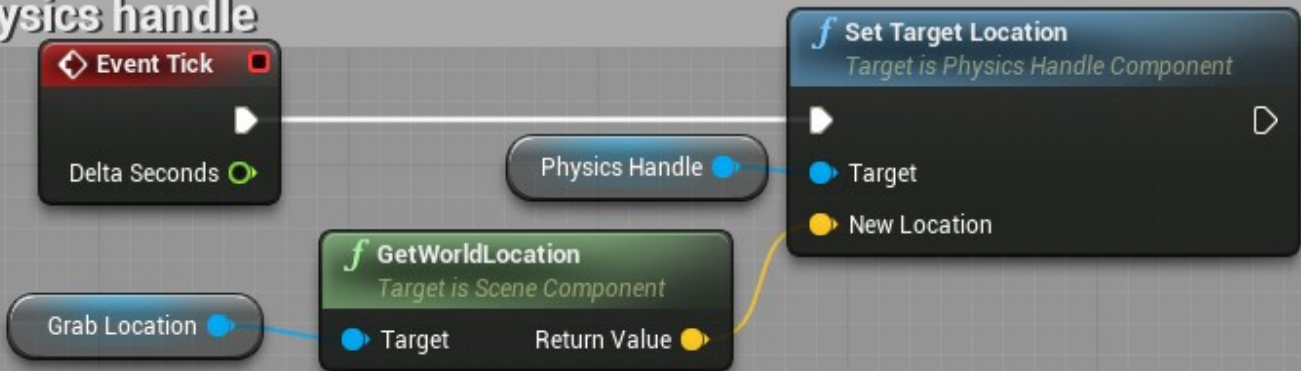 ysics handle
Event Tick
Delta Seconds
Physics Handle
f Set Target Location
Target is Physics Handle Component
Target
New Location
f GetWorldLocation
Target is Scene Component
Grab Location
Target Return Value